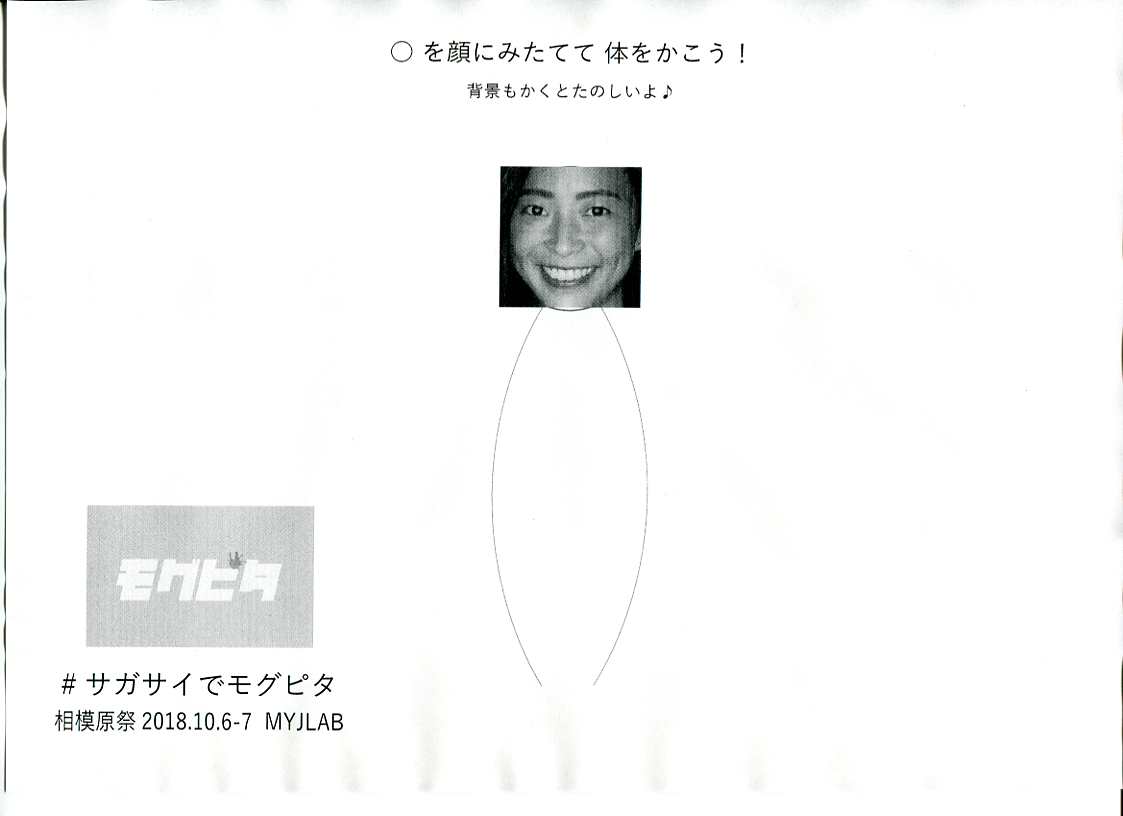 ○ を顔にみたてて 体をかこう！
背景もかくとたのしいよ♪
モグピタ
# サガサイでモグピタ
相模原祭 2018.10.6-7 MYJLAB